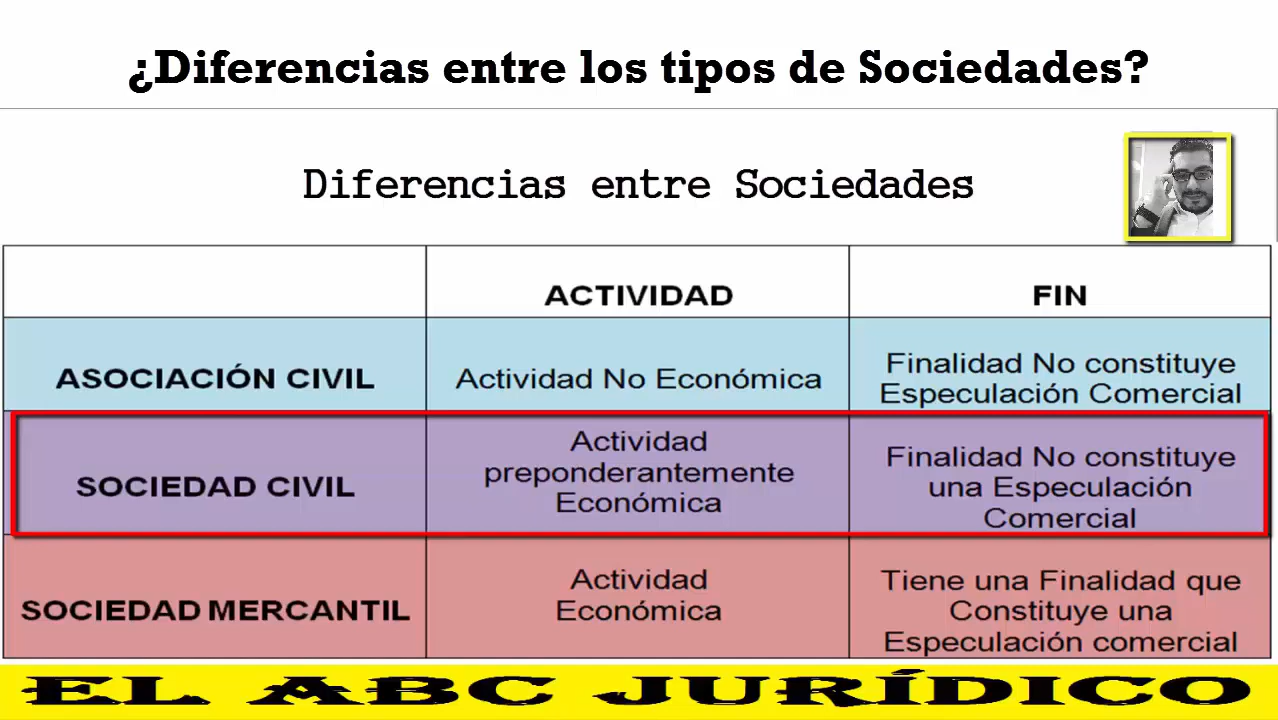 ¿Diferencias entre los tipos de Sociedades?
Diferencias entre Sociedades
ACTIVIDAD
FIN
ASOCIACIÓN CIVIL
Actividad No Económica
Finalidad No constituye
Especulación Comercial
SOCIEDAD CIVIL
Actividad
preponderantemente
Económica
Finalidad No constituye
una Especulación
Comercial
SOCIEDAD MERCANTIL
Actividad
Económica
Tiene una Finalidad que
Constituye una
Especulación comercial
EL ABC JURÍDICO